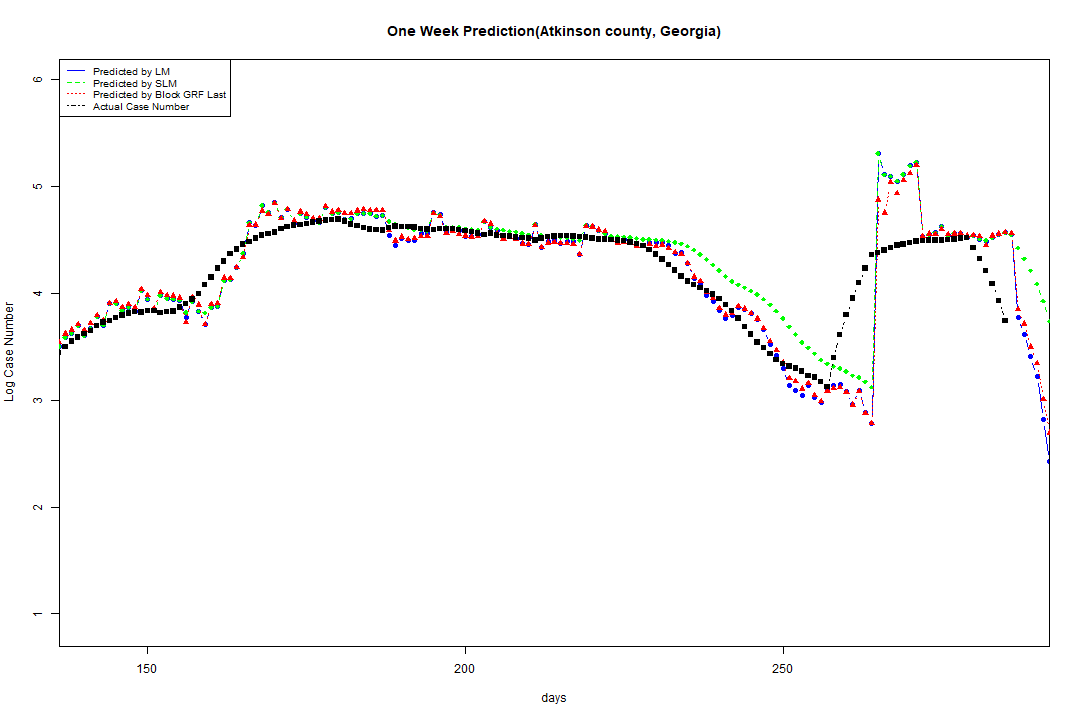 One Week Prediction(Atkinson county, Georgia)
Predicted by LM
Predicted by SLM
Predicted by Block GRF Last
Actual Case Number
6
5
4
3
2
1
Log Case Number
150
200
250
days